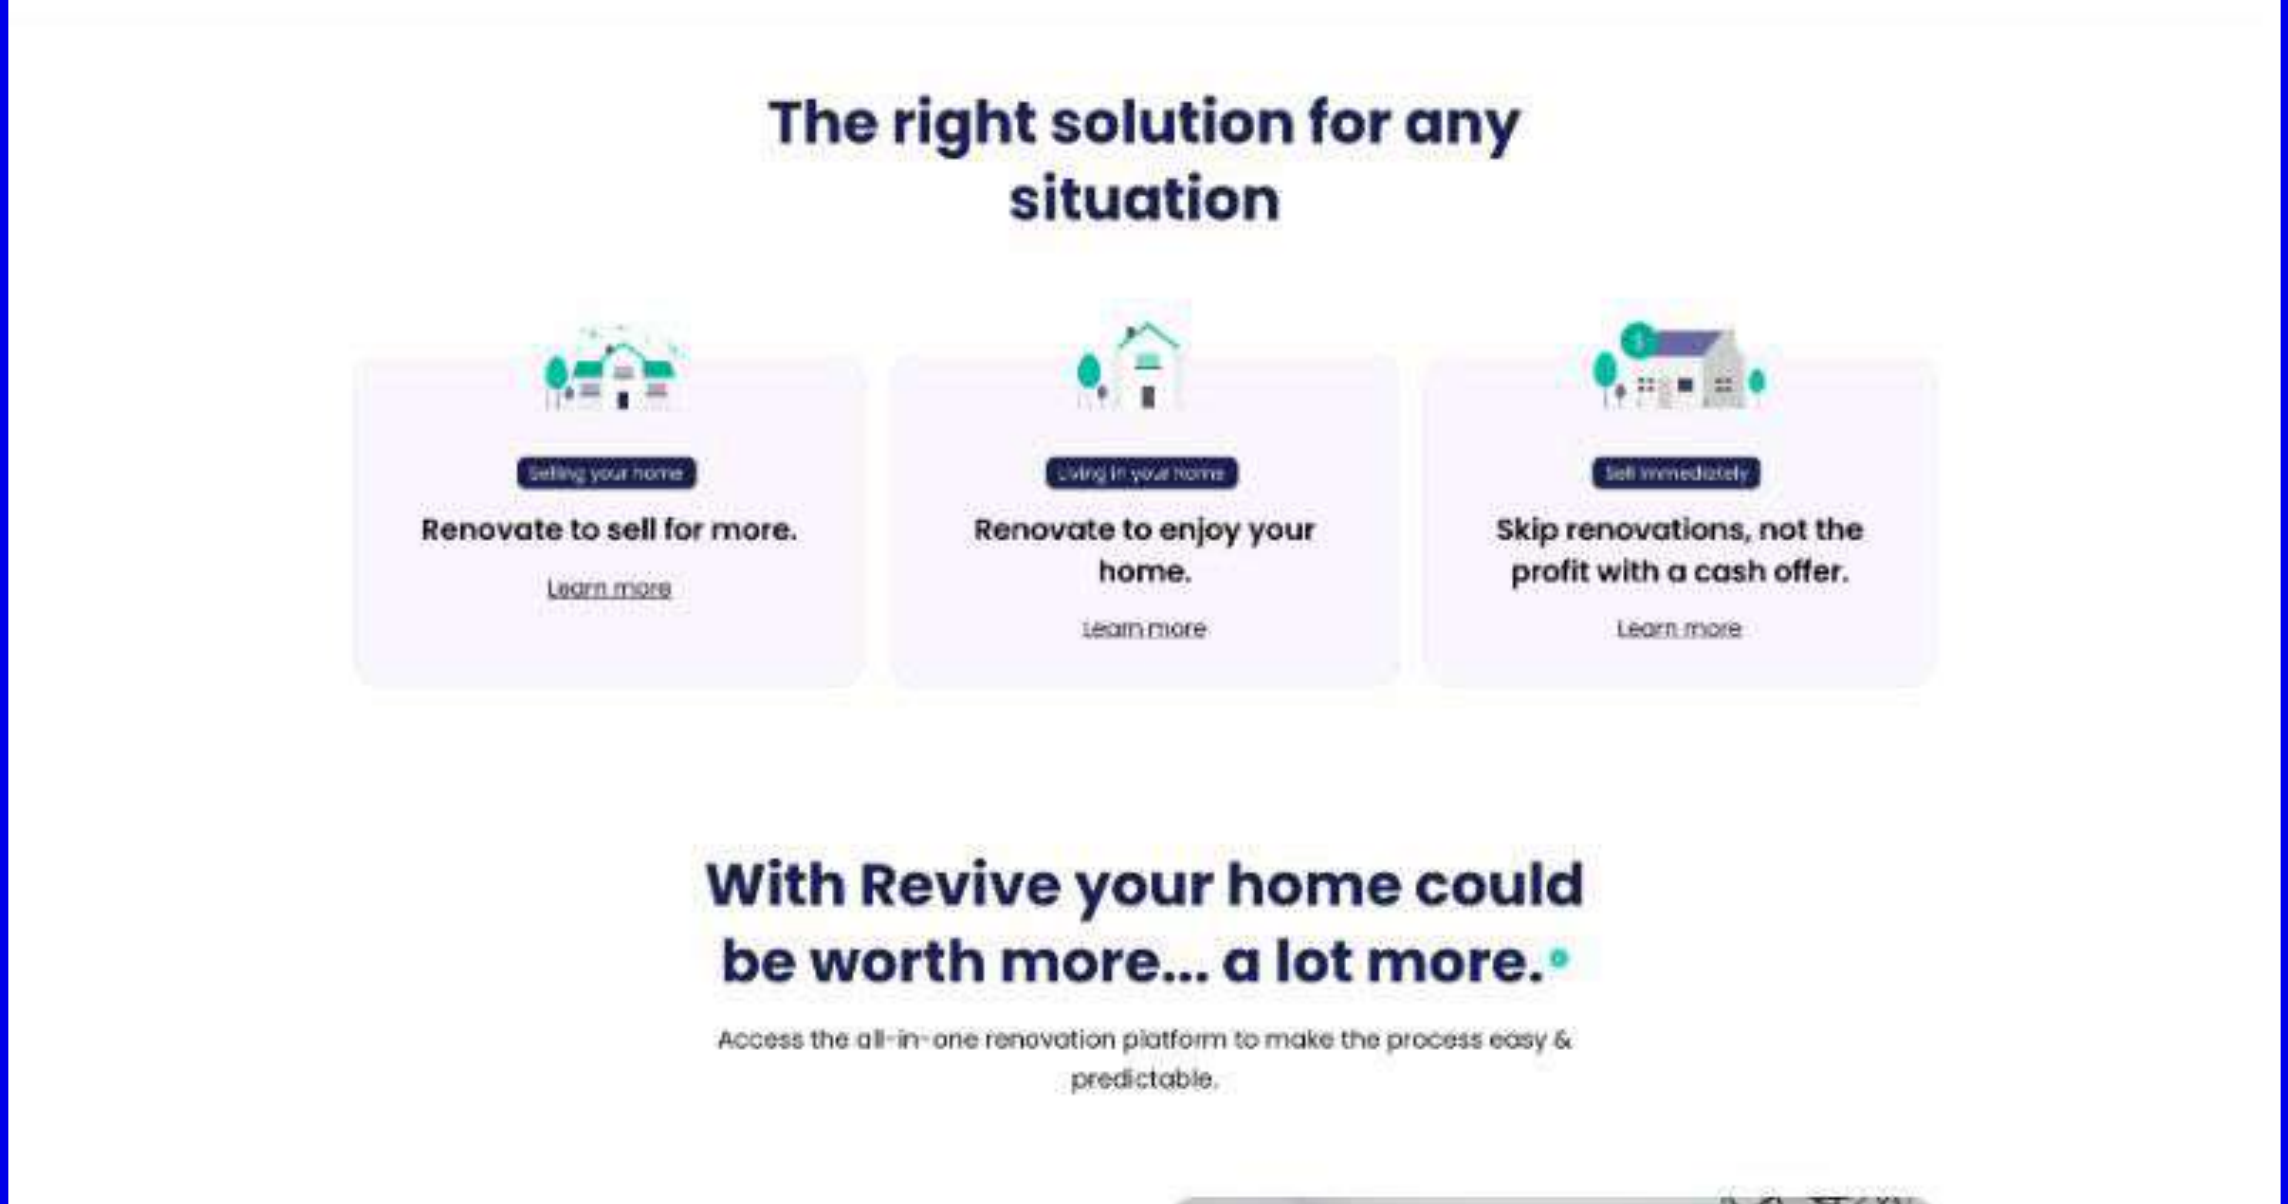 The right solution for any
situation
Selling your home
Renovate to sell for more.
Learn more
Living in your home
Renovate to enjoy your
home.
Learn more
Sell immediately
Skip renovations, not the
profit with a cash offer.
Learn more
With Revive your home could
be worth more... a lot more.
Access the all-in-one renovation platform to make the process easy &
predictable.